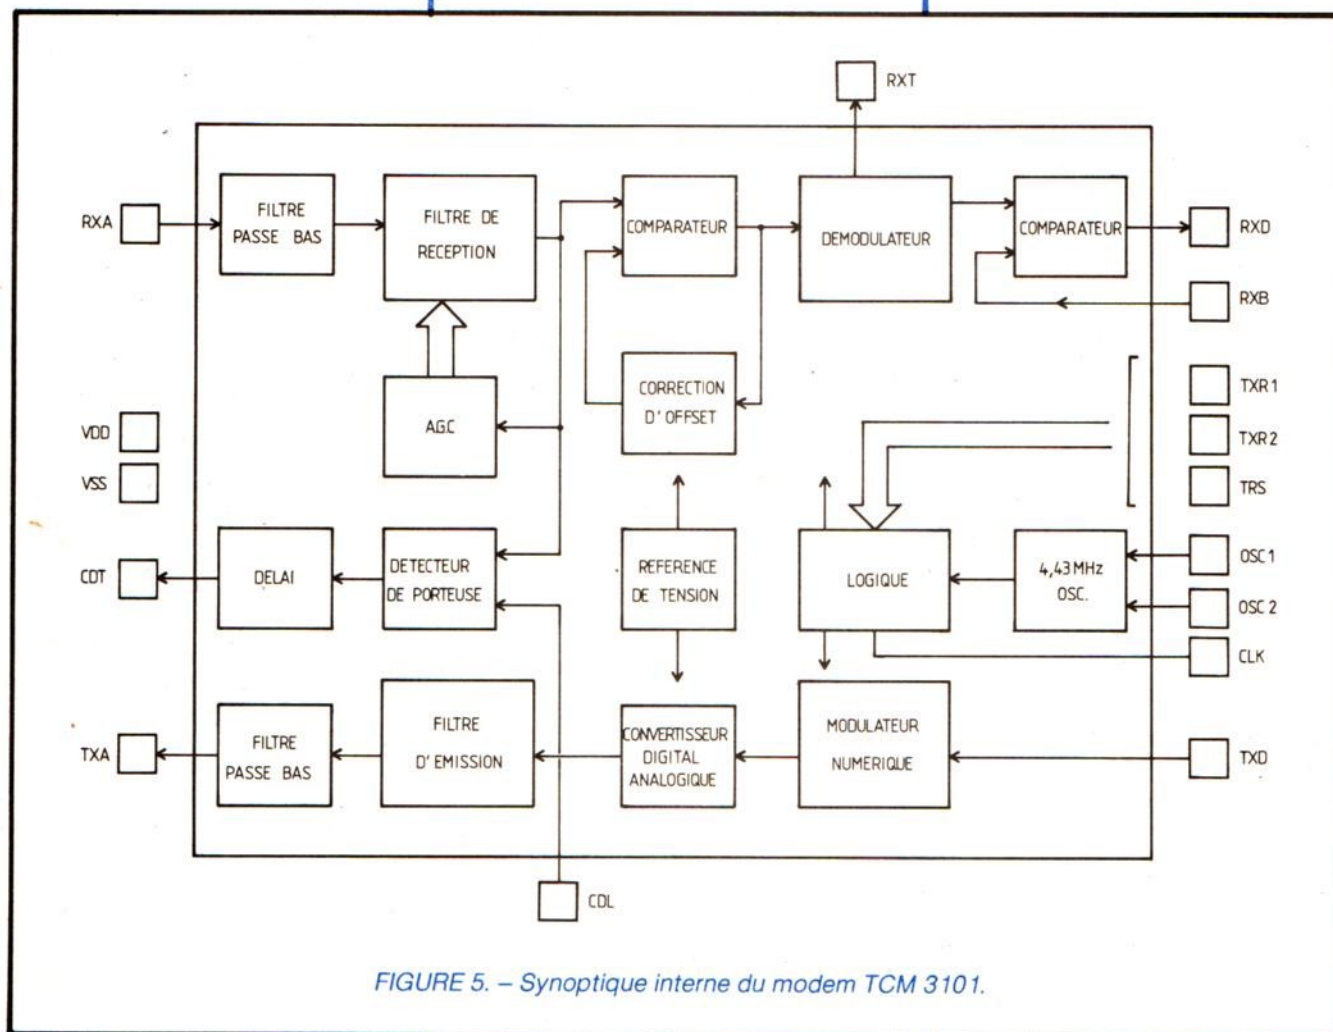 RXT
RXA
FILTRE
PASSE BAS
FILTRE DE
RECEPTION
COMPARATEUR
DEMODULATEUR
COMPARATEUR
RXD
RXB
AGC
CORRECTION
D'OFFSET
TXR1
TXR2
TRS
VDD
VSS
CDT
DELAI
DETECTEUR
DE PORTEUSE
REFERENCE
DE TENSION
LOGIQUE
4,43MHz
OSC.
OSC1
OSC2
CLK
TXA
FILTRE
PASSE BAS
FILTRE
D'EMISSION
CONVERTISSEUR
DIGITAL
ANALOGIQUE
MODULATEUR
NUMERIQUE
TXD
CDL
FIGURE 5. – Synoptique interne du modem TCM 3101.